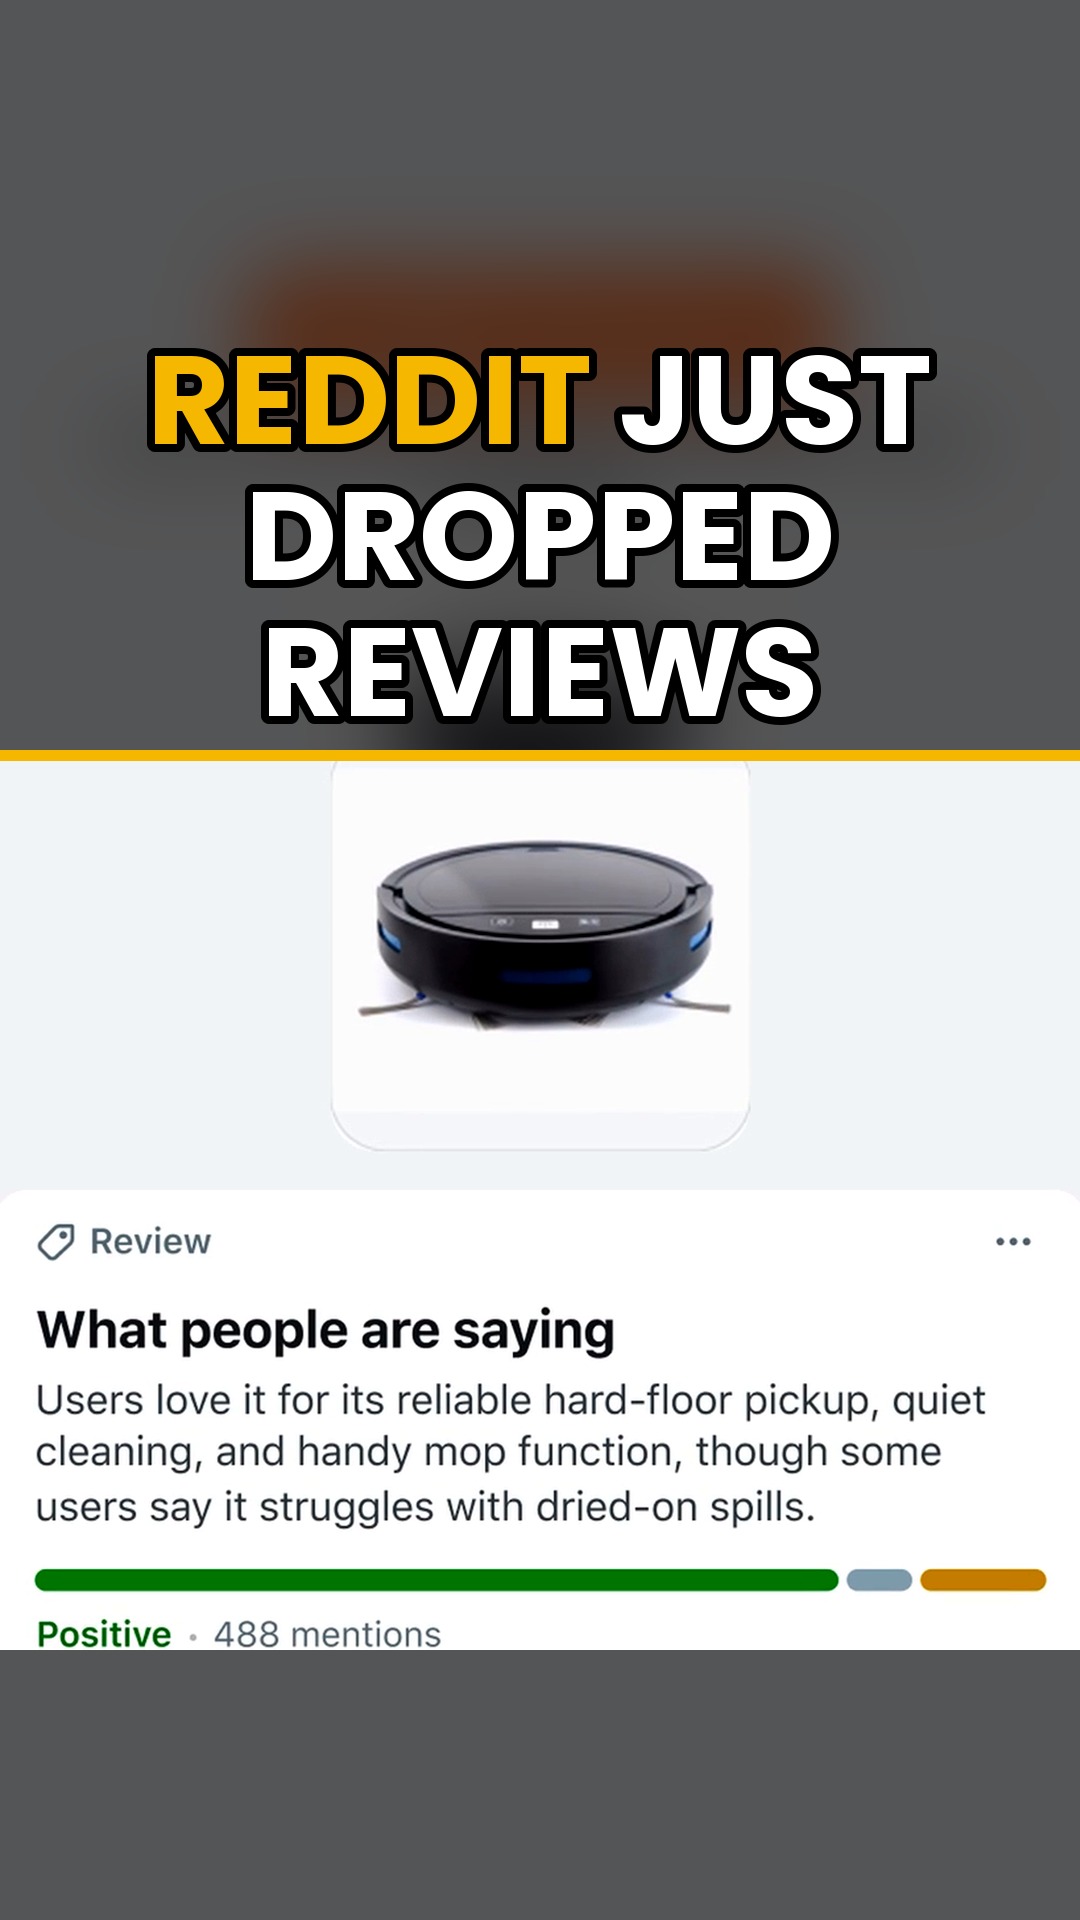 REDDIT JUST
DROPPED
REVIEWS
Review
What people are saying
Users love it for its reliable hard-floor pickup, quiet
cleaning, and handy mop function, though some
users say it struggles with dried-on spills.
Positive • 488 mentions